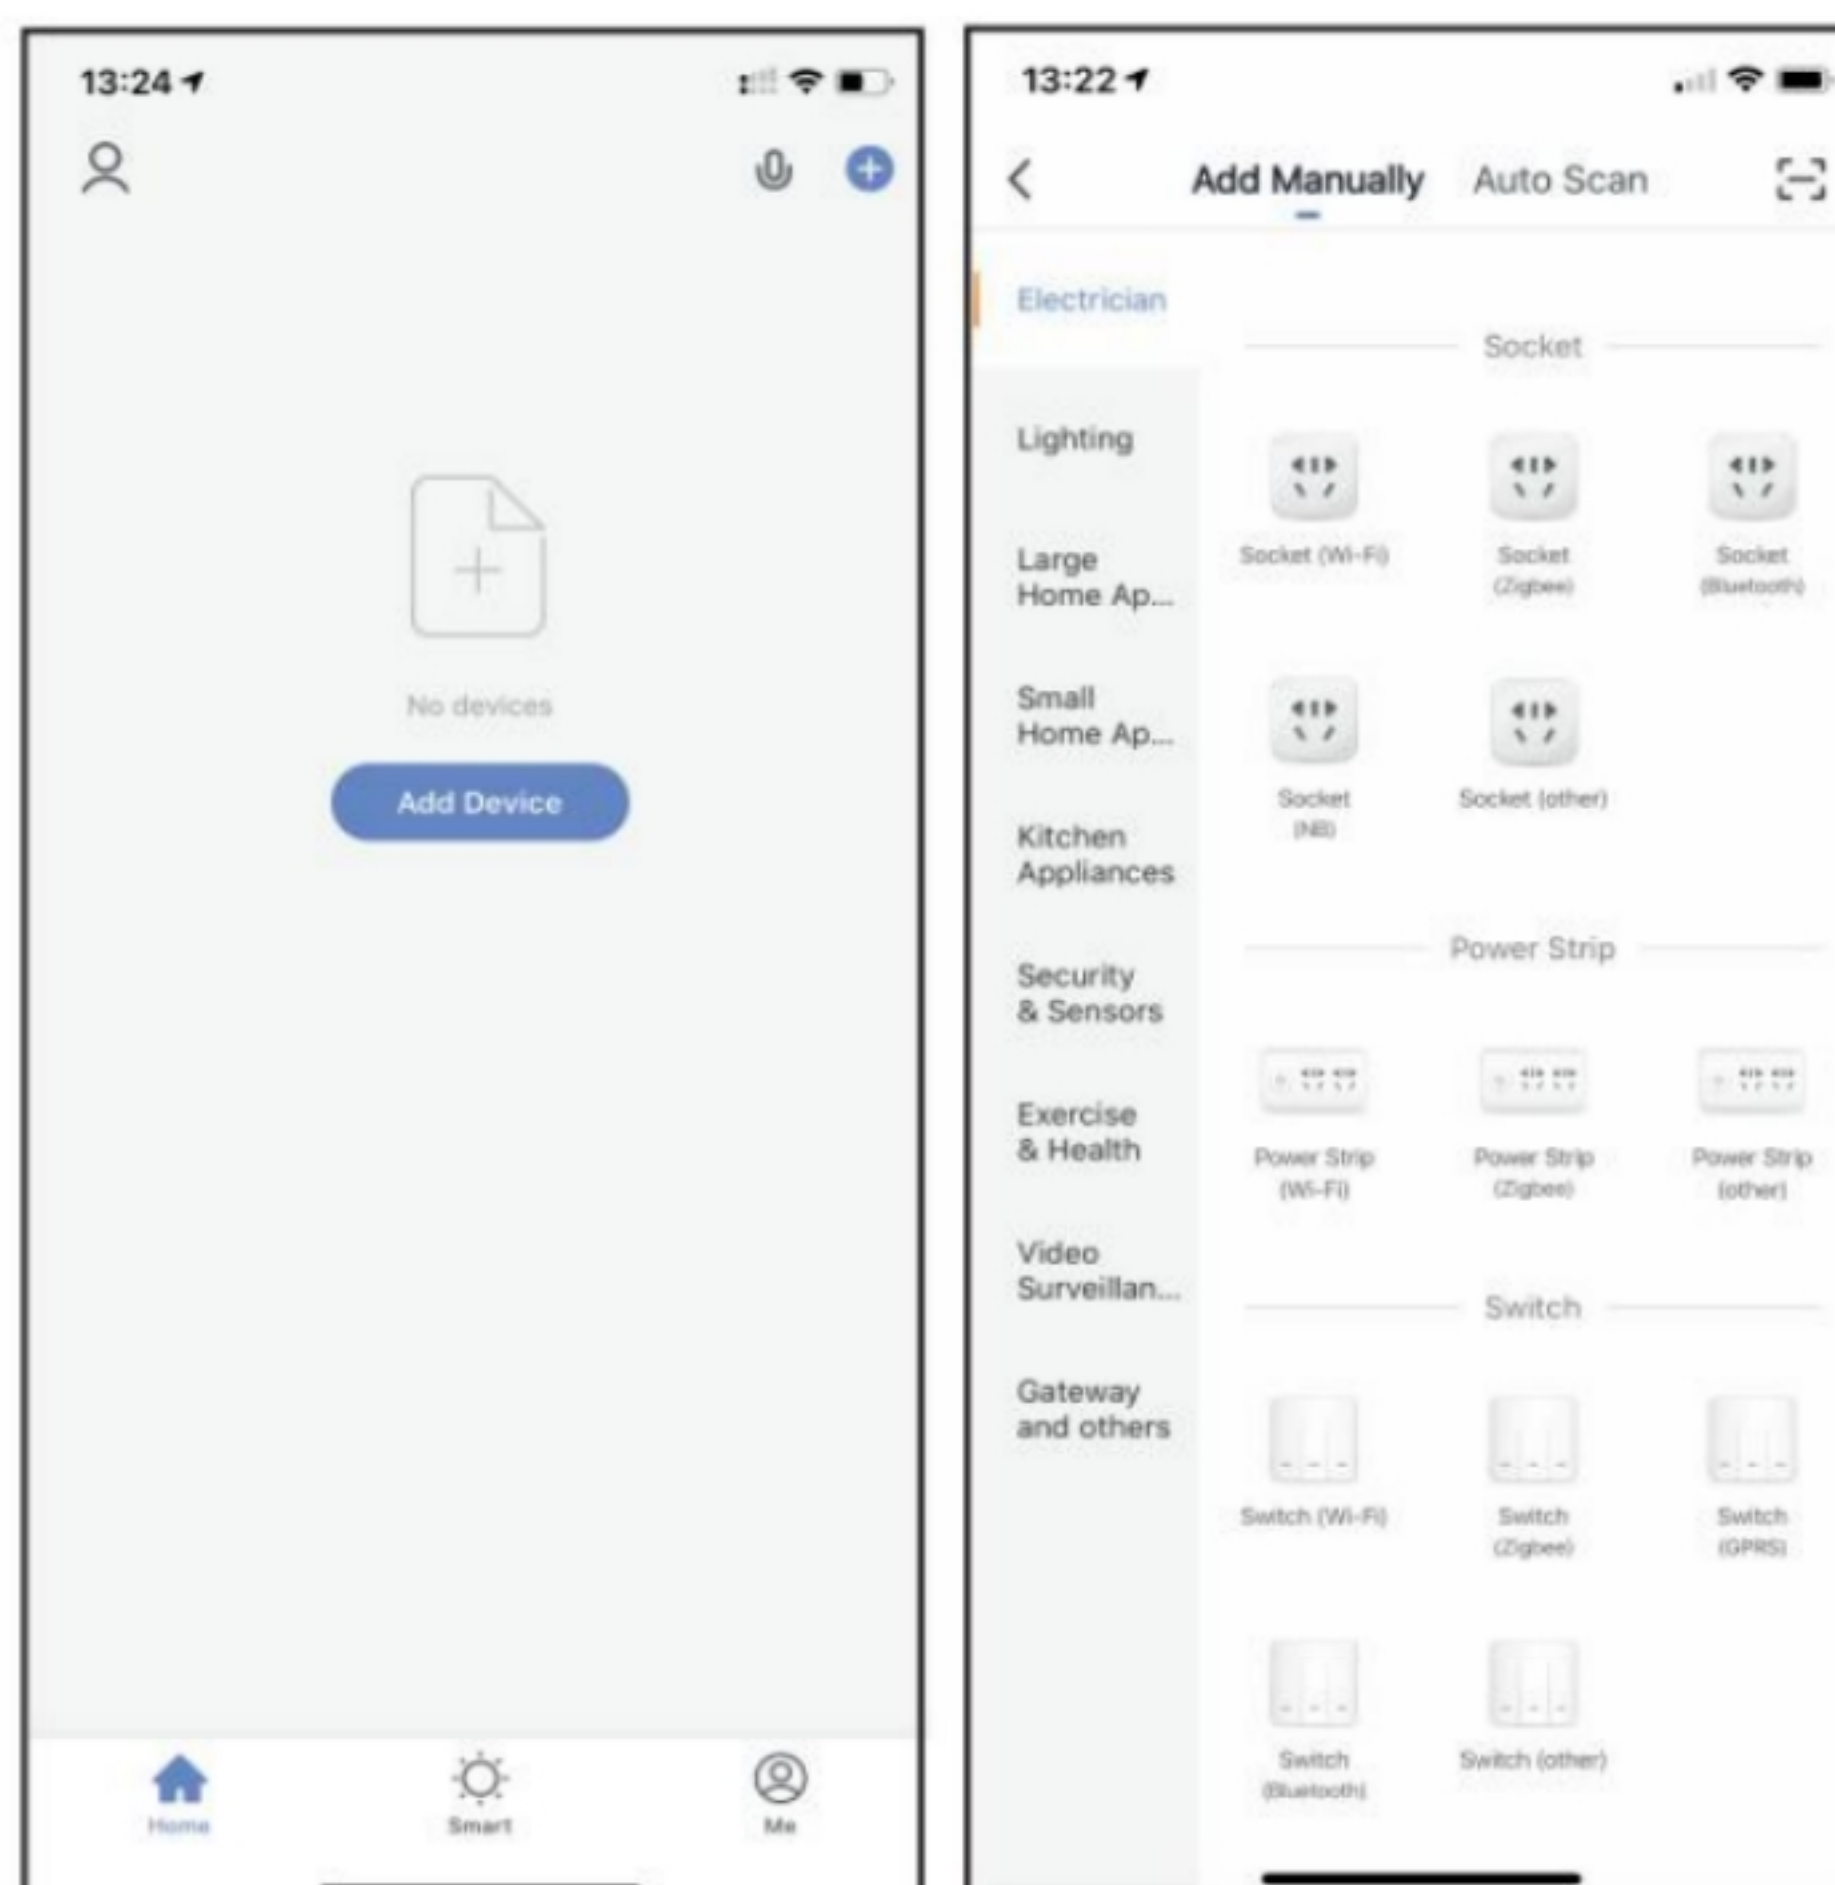 13:24
No devices
Add Device
Home
Smart
Me
13:22
Add Manually
Auto Scan
Electrician
Lighting
Large
Home Ap...
Small
Home Ap...
Kitchen
Appliances
Security
& Sensors
Exercise
& Health
Video
Surveillan...
Gateway
and others
Socket
Socket (Wi-Fi)
Socket
(Zigbee)
Socket
(Bluetooth)
Socket
(NB)
Socket (other)
Power Strip
Power Strip
(Wi-Fi)
Power Strip
(Zigbee)
Power Strip
(other)
Switch
Switch (Wi-Fi)
Switch
(Zigbee)
Switch
(GPRS)
Switch
(Bluetooth)
Switch (other)